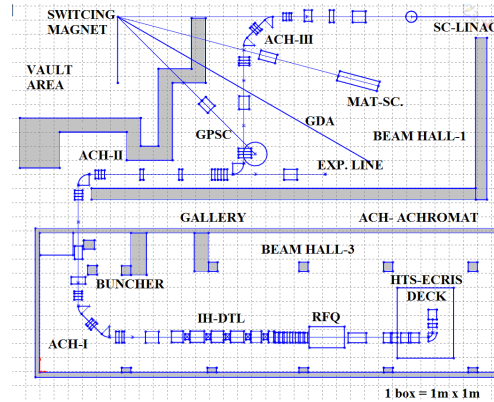 SWITCING
MAGNET
ACH-III
SC-LINAC
VAULT
AREA
MAT-SC.
GDA
GPSC
BEAM HALL-1
ACH-II
EXP. LINE
GALLERY
ACH- ACHROMAT
BEAM HALL-3
HTS-ECRIS
DECK
BUNCHER
IH-DTL
RFQ
ACH-I
1 box = 1m x 1m